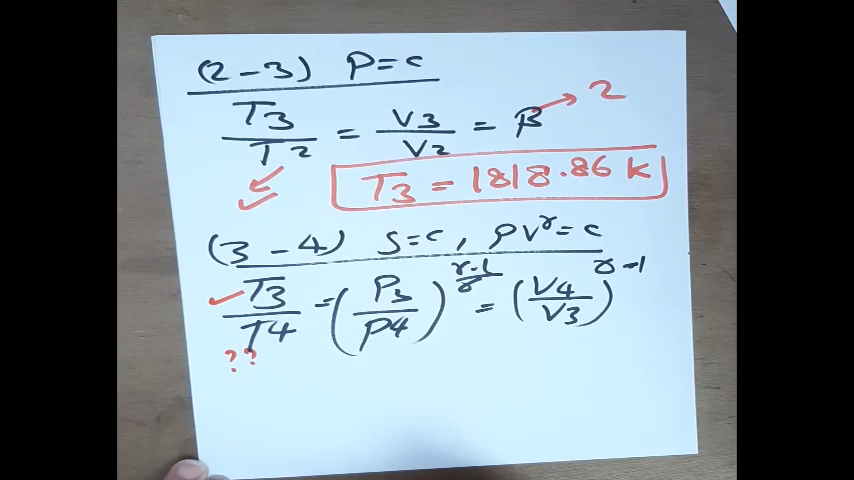 (2-3) P=c
T3/T2 = V3/V2 = β → 2
T3 = 1818.86 K
(3-4) S=c, PV^γ=c
T3/T4 = (P3/P4)^((γ-1)/γ) = (V4/V3)^(γ-1)
??